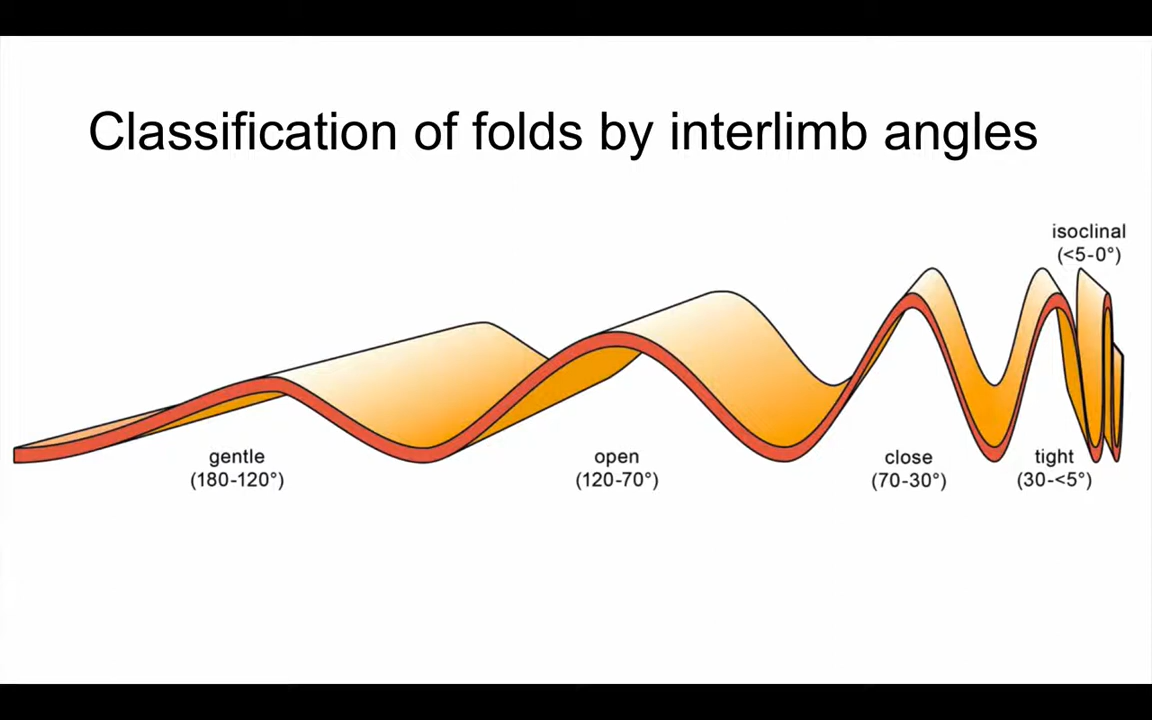 Classification of folds by interlimb angles
isoclinal
(<5-0°)
gentle
(180-120°)
open
(120-70°)
close
(70-30°)
tight
(30-<5°)